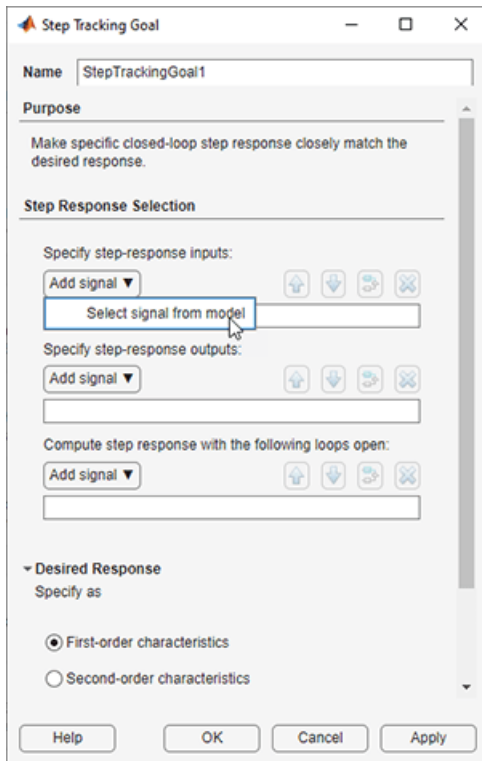 Step Tracking Goal
Name StepTrackingGoal1
Purpose
Make specific closed-loop step response closely match the
desired response.
Step Response Selection
Specify step-response inputs:
Add signal ▼
Select signal from model
Specify step-response outputs:
Add signal ▼
Compute step response with the following loops open:
Add signal ▼
Desired Response
Specify as
First-order characteristics
Second-order characteristics
Help OK Cancel Apply